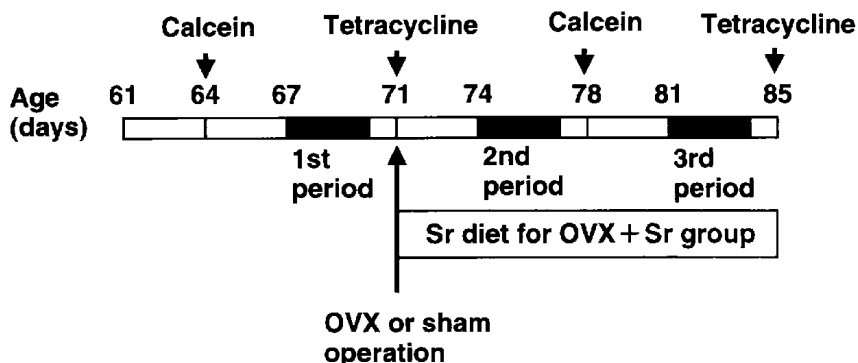 Calcein Tetracycline Calcein Tetracycline
Age 61 64 67 71 74 78 81 85
(days)
1st 2nd 3rd
period period period
Sr diet for OVX+Sr group
OVX or sham
operation